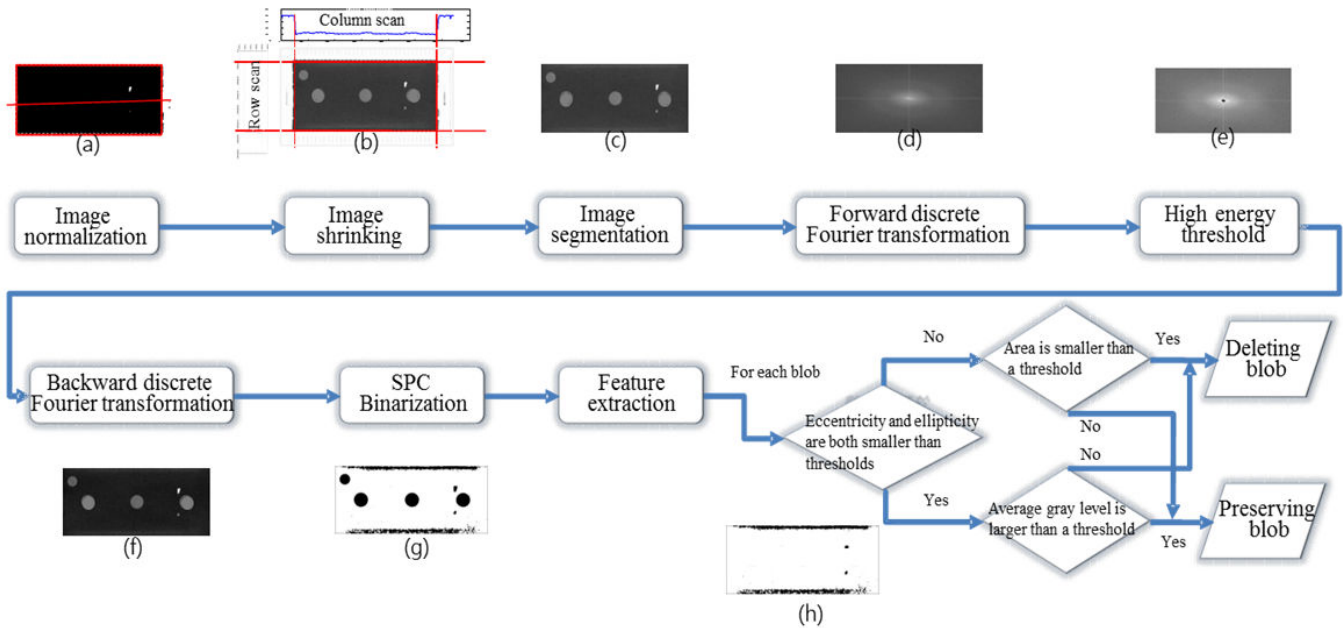 Column scan
Row scan
(a)
(b)
(c)
(d)
(e)
Image
normalization
Image
shrinking
Image
segmentation
Forward discrete
Fourier transformation
High energy
threshold
Backward discrete
Fourier transformation
SPC
Binarization
Feature
extraction
For each blob
Eccentricity and ellipticity
are both smaller than
thresholds
No
Yes
Area is smaller than
a threshold
Yes
No
Deleting
blob
No
Average gray level is
larger than a threshold
Yes
Preserving
blob
(f)
(g)
(h)